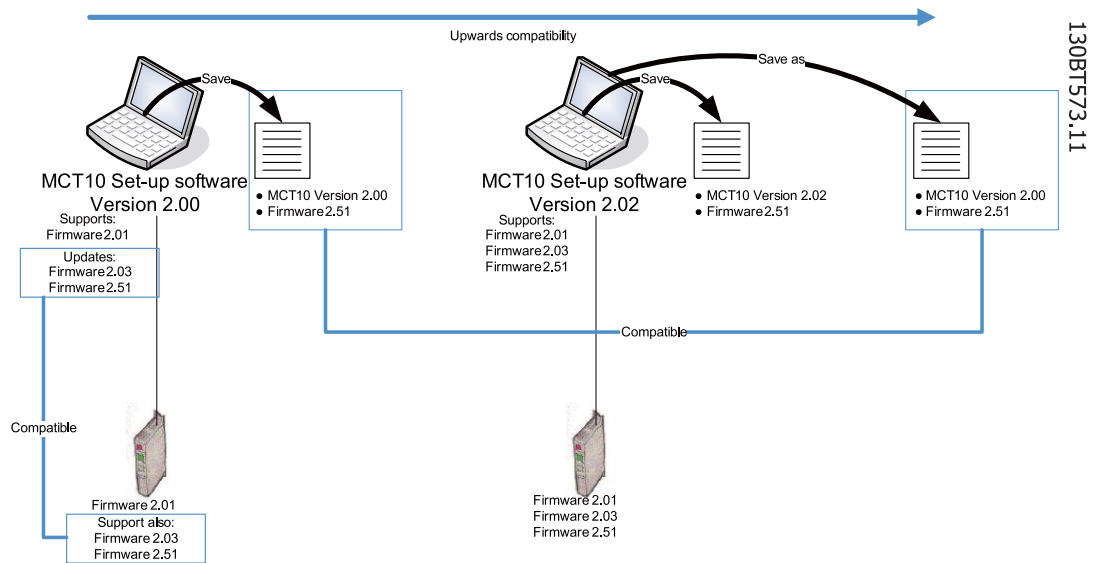 Upwards compatibility
130BT573.11
Save
MCT10 Set-up software
Version 2.00
• MCT10 Version 2.00
• Firmware 2.51
Supports:
Firmware 2.01
Updates:
Firmware 2.03
Firmware 2.51
Compatible
Firmware 2.01
Support also:
Firmware 2.03
Firmware 2.51
Save
Save as
MCT10 Set-up software
Version 2.02
• MCT10 Version 2.02
• Firmware 2.51
• MCT10 Version 2.00
• Firmware 2.51
Supports:
Firmware 2.01
Firmware 2.03
Firmware 2.51
Compatible
Firmware 2.01
Firmware 2.03
Firmware 2.51